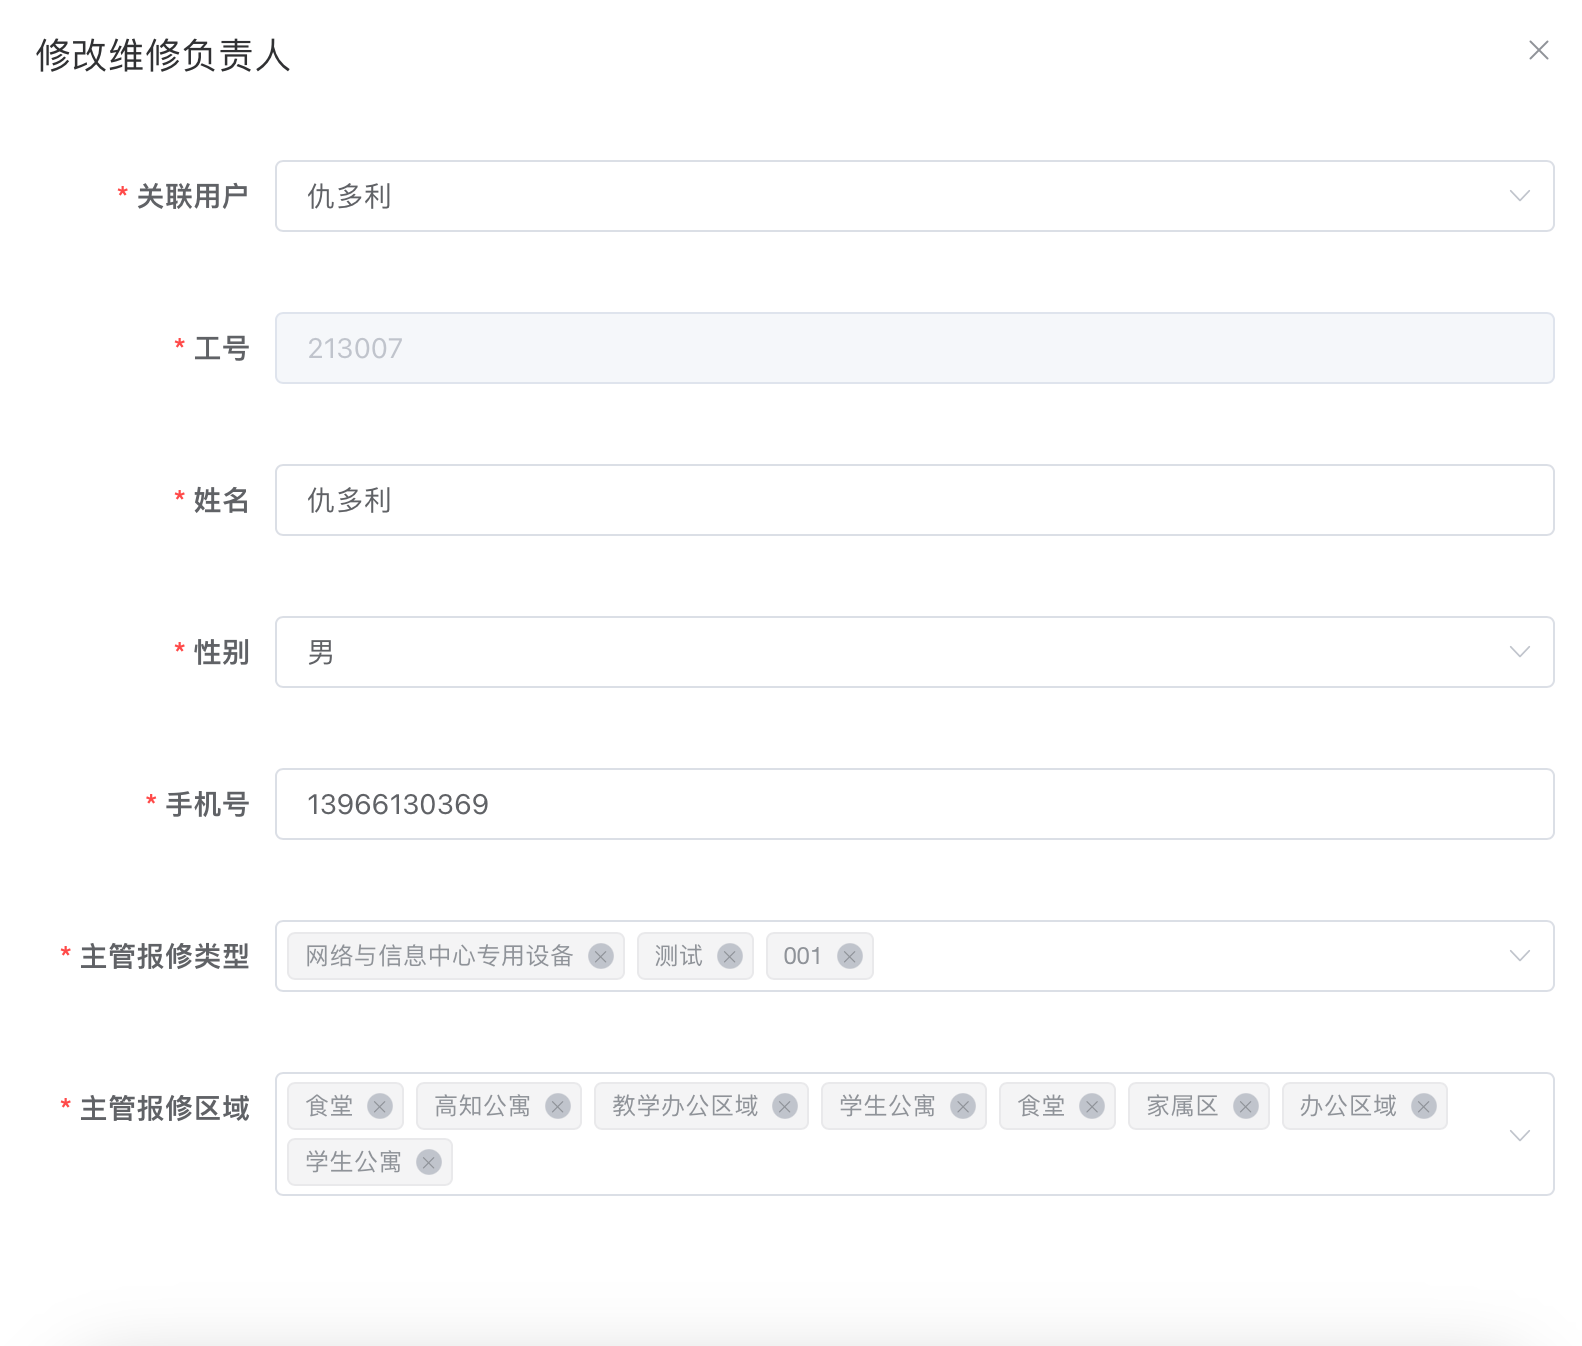 修改维修负责人
* 关联用户 仇多利
* 工号 213007
* 姓名 仇多利
* 性别 男
* 手机号 13966130369
* 主管报修类型 网络与信息中心专用设备 测试 001
* 主管报修区域 食堂 高知公寓 教学办公区域 学生公寓 食堂 家属区 办公区域
学生公寓